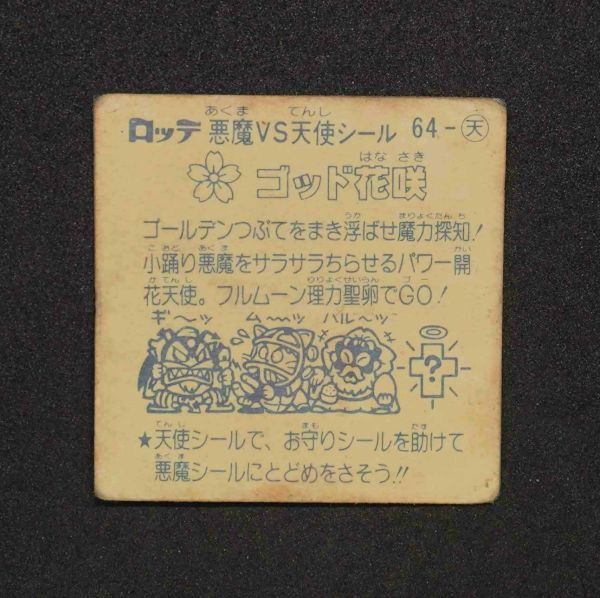 ロッテ 悪魔VS天使シール 64-天
あくま てんし
ゴッド花咲
はな さき
ゴールデンつぶてをまき浮ばせ魔力探知!
うか まりょくたんち
小踊り悪魔をサラサラちらせるパワー開
こおど あくま かい
花天使。フルムーン理力聖卵でGO!
かてんし りりょくせいらん ゴー
ギ〜ッ ム〜ッ ハル〜ッ
?
★天使シールで、お守りシールを助けて
てんし まも たす
悪魔シールにとどめをさそう!!
あくま